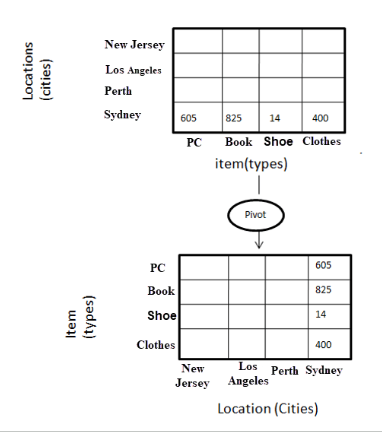 Locations
(cities)
New Jersey
Los Angeles
Perth
Sydney
605 825 14 400
PC Book Shoe Clothes
item(types)
Pivot
Item
(types)
PC 605
Book 825
Shoe 14
Clothes 400
New Jersey Los Angeles Perth Sydney
Location (Cities)